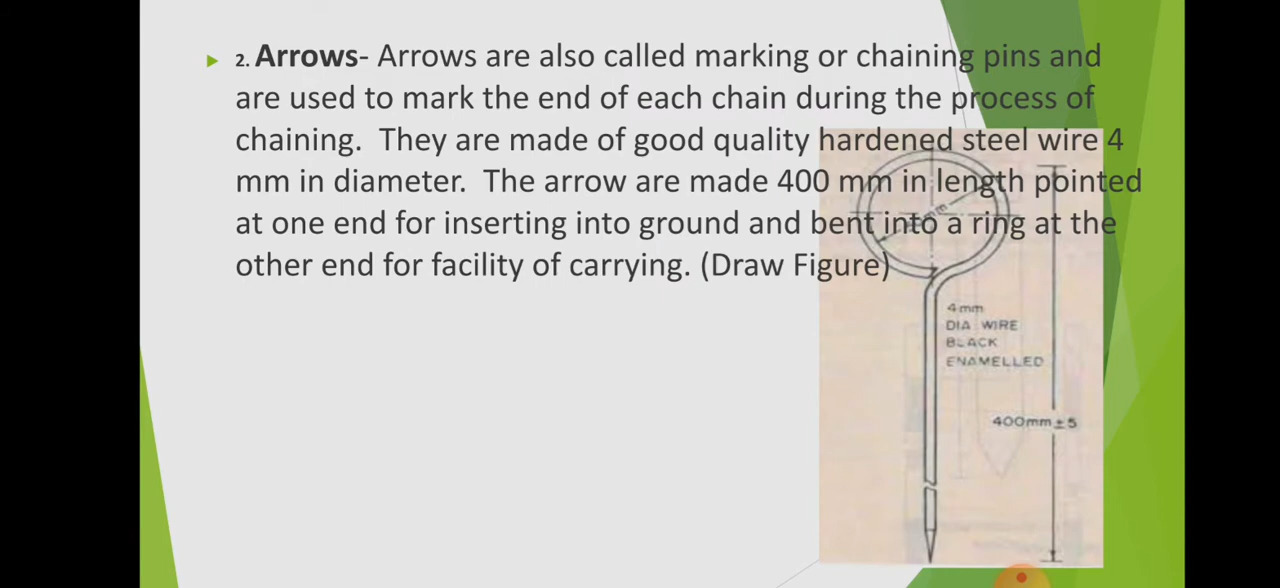 2. Arrows- Arrows are also called marking or chaining pins and
are used to mark the end of each chain during the process of
chaining. They are made of good quality hardened steel wire 4
mm in diameter. The arrow are made 400 mm in length pointed
at one end for inserting into ground and bent into a ring at the
other end for facility of carrying. (Draw Figure)
4mm
DIA WIRE
BLACK
ENAMELLED
400mm ± 5